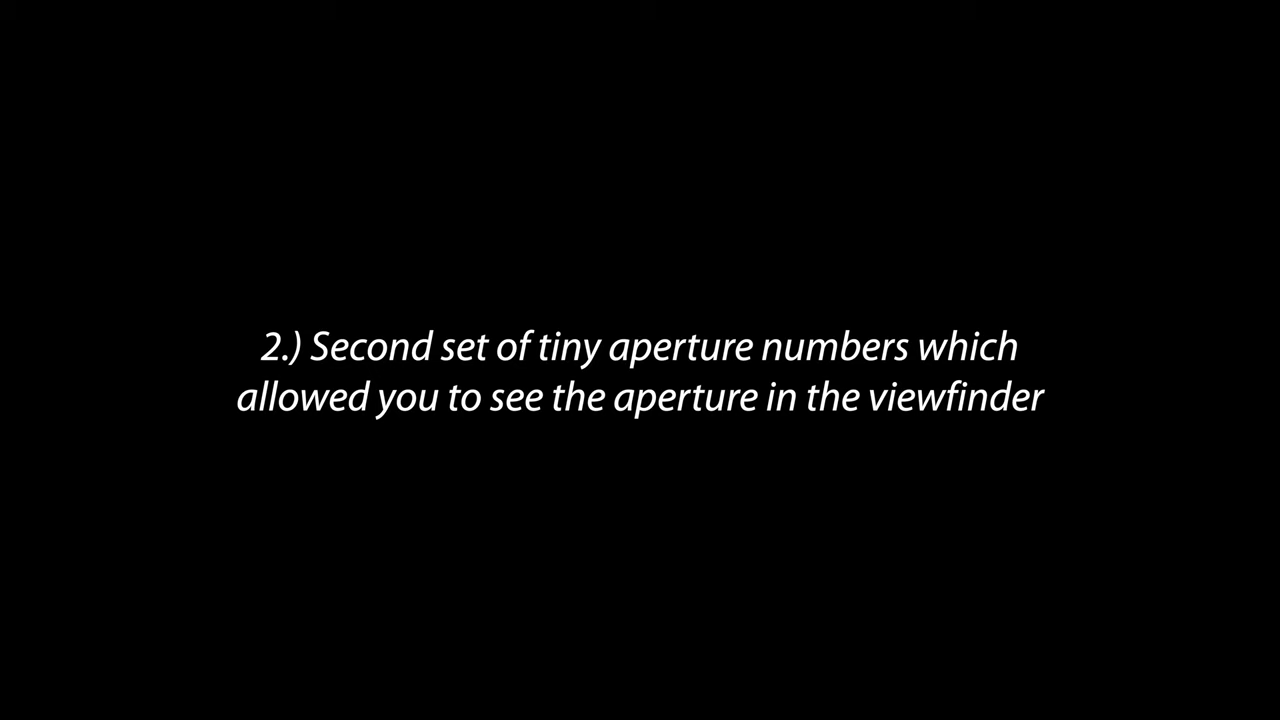 2.) Second set of tiny aperture numbers which
allowed you to see the aperture in the viewfinder